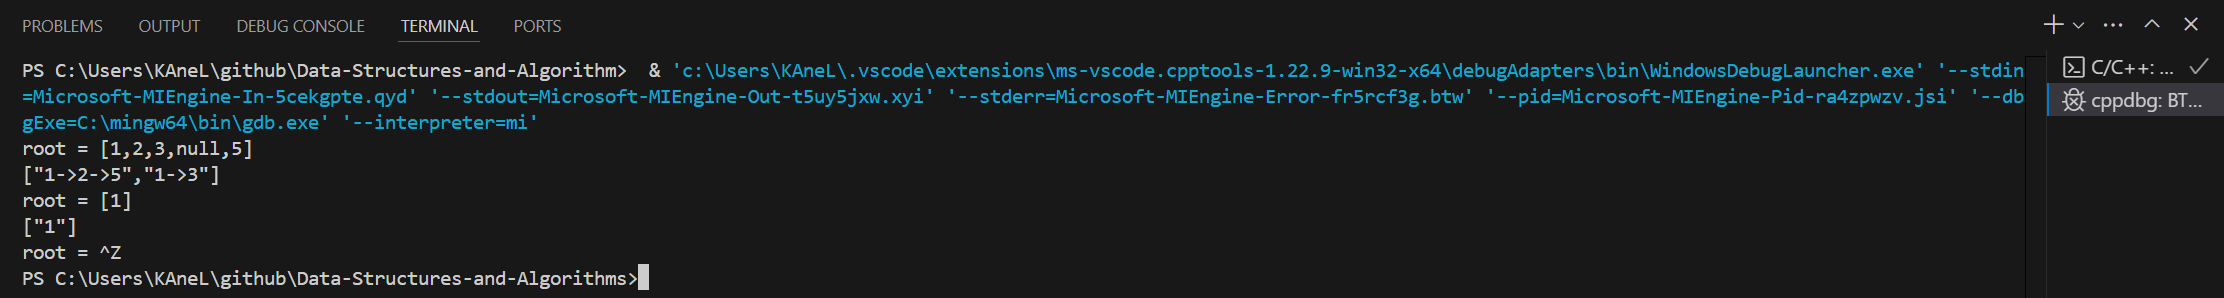 PROBLEMS OUTPUT DEBUG CONSOLE TERMINAL PORTS
PS C:\Users\KAneL\github\Data-Structures-and-Algorithm>  & 'c:\Users\KAneL\.vscode\extensions\ms-vscode.cpptools-1.22.9-win32-x64\debugAdapters\bin\WindowsDebugLauncher.exe' '--stdin
=Microsoft-MIEngine-In-5cekgpte.qyd' '--stdout=Microsoft-MIEngine-Out-t5uy5jxw.xyi' '--stderr=Microsoft-MIEngine-Error-fr5rcf3g.btw' '--pid=Microsoft-MIEngine-Pid-ra4zpwzv.jsi' '--db
gExe=C:\mingw64\bin\gdb.exe' '--interpreter=mi'
root = [1,2,3,null,5]
["1->2->5","1->3"]
root = [1]
["1"]
root = ^Z
PS C:\Users\KAneL\github\Data-Structures-and-Algorithms>
C/C++: ...
cppdbg: BT...